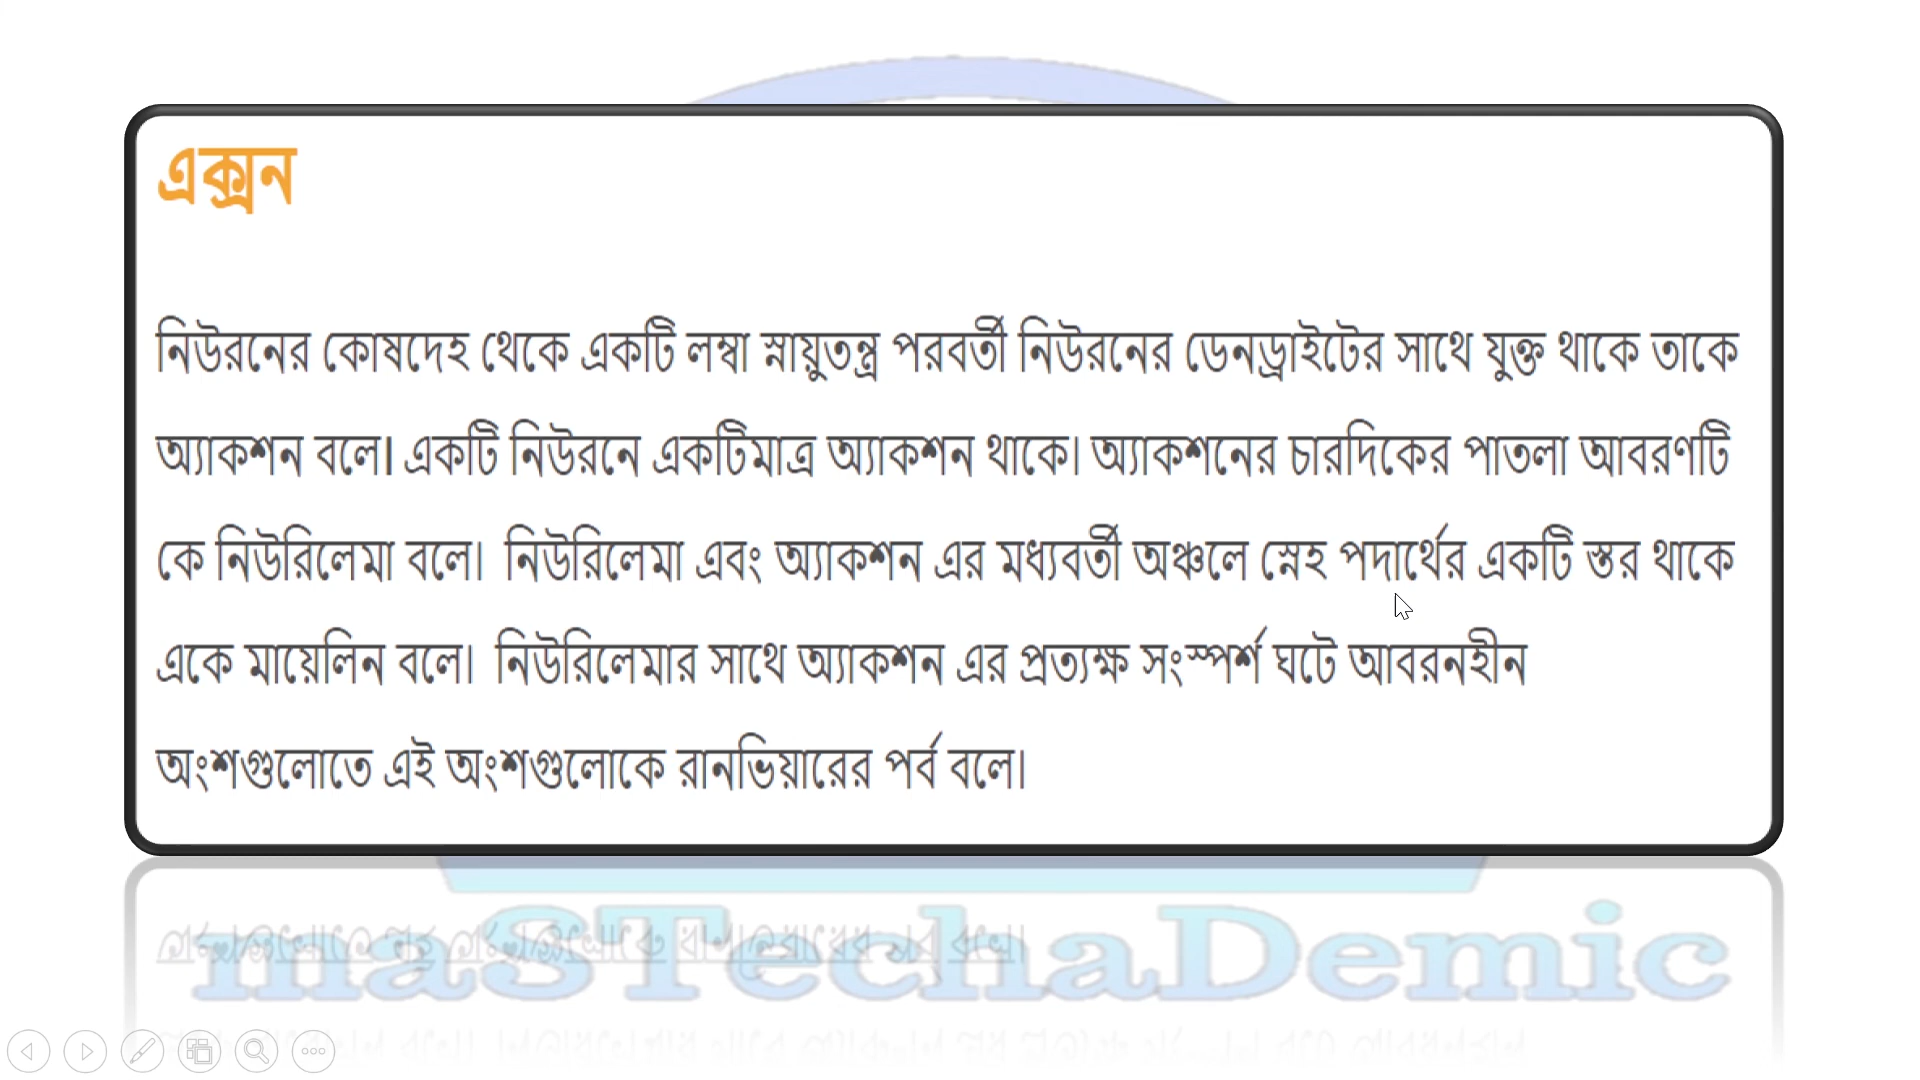 এক্সন
নিউরনের কোষদেহ থেকে একটি লম্বা স্নায়ুতন্ত্র পরবর্তী নিউরনের ডেনড্রাইটের সাথে যুক্ত থাকে তাকে
অ্যাকশন বলে। একটি নিউরনে একটিমাত্র অ্যাকশন থাকে। অ্যাকশনের চারদিকের পাতলা আবরণটি
কে নিউরিলেমা বলে। নিউরিলেমা এবং অ্যাকশন এর মধ্যবর্তী অঞ্চলে স্নেহ পদার্থের একটি স্তর থাকে
একে মায়েলিন বলে। নিউরিলেমার সাথে অ্যাকশন এর প্রত্যক্ষ সংস্পর্শ ঘটে আবরনহীন
অংশগুলোতে এই অংশগুলোকে রানভিয়ারের পর্ব বলে।
maSTechaDemic